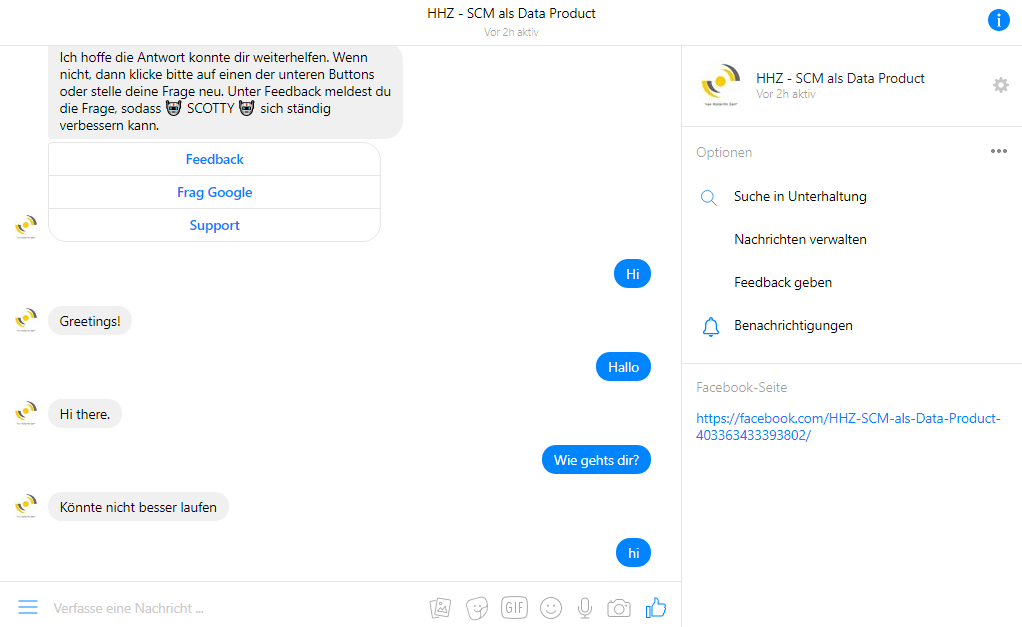 HHZ - SCM als Data Product
Vor 2h aktiv
Ich hoffe die Antwort konnte dir weiterhelfen. Wenn
nicht, dann klicke bitte auf einen der unteren Buttons
oder stelle deine Frage neu. Unter Feedback meldest du
die Frage, sodass SCOTTY sich ständig
verbessern kann.
Feedback
Frag Google
Support
Hi
Greetings!
Hallo
Hi there.
Wie gehts dir?
Könnte nicht besser laufen
hi
Verfasse eine Nachricht ...
GIF
HHZ - SCM als Data Product
Vor 2h aktiv
Optionen
Suche in Unterhaltung
Nachrichten verwalten
Feedback geben
Benachrichtigungen
Facebook-Seite
https://facebook.com/HHZ-SCM-als-Data-Product-
403363433393802/